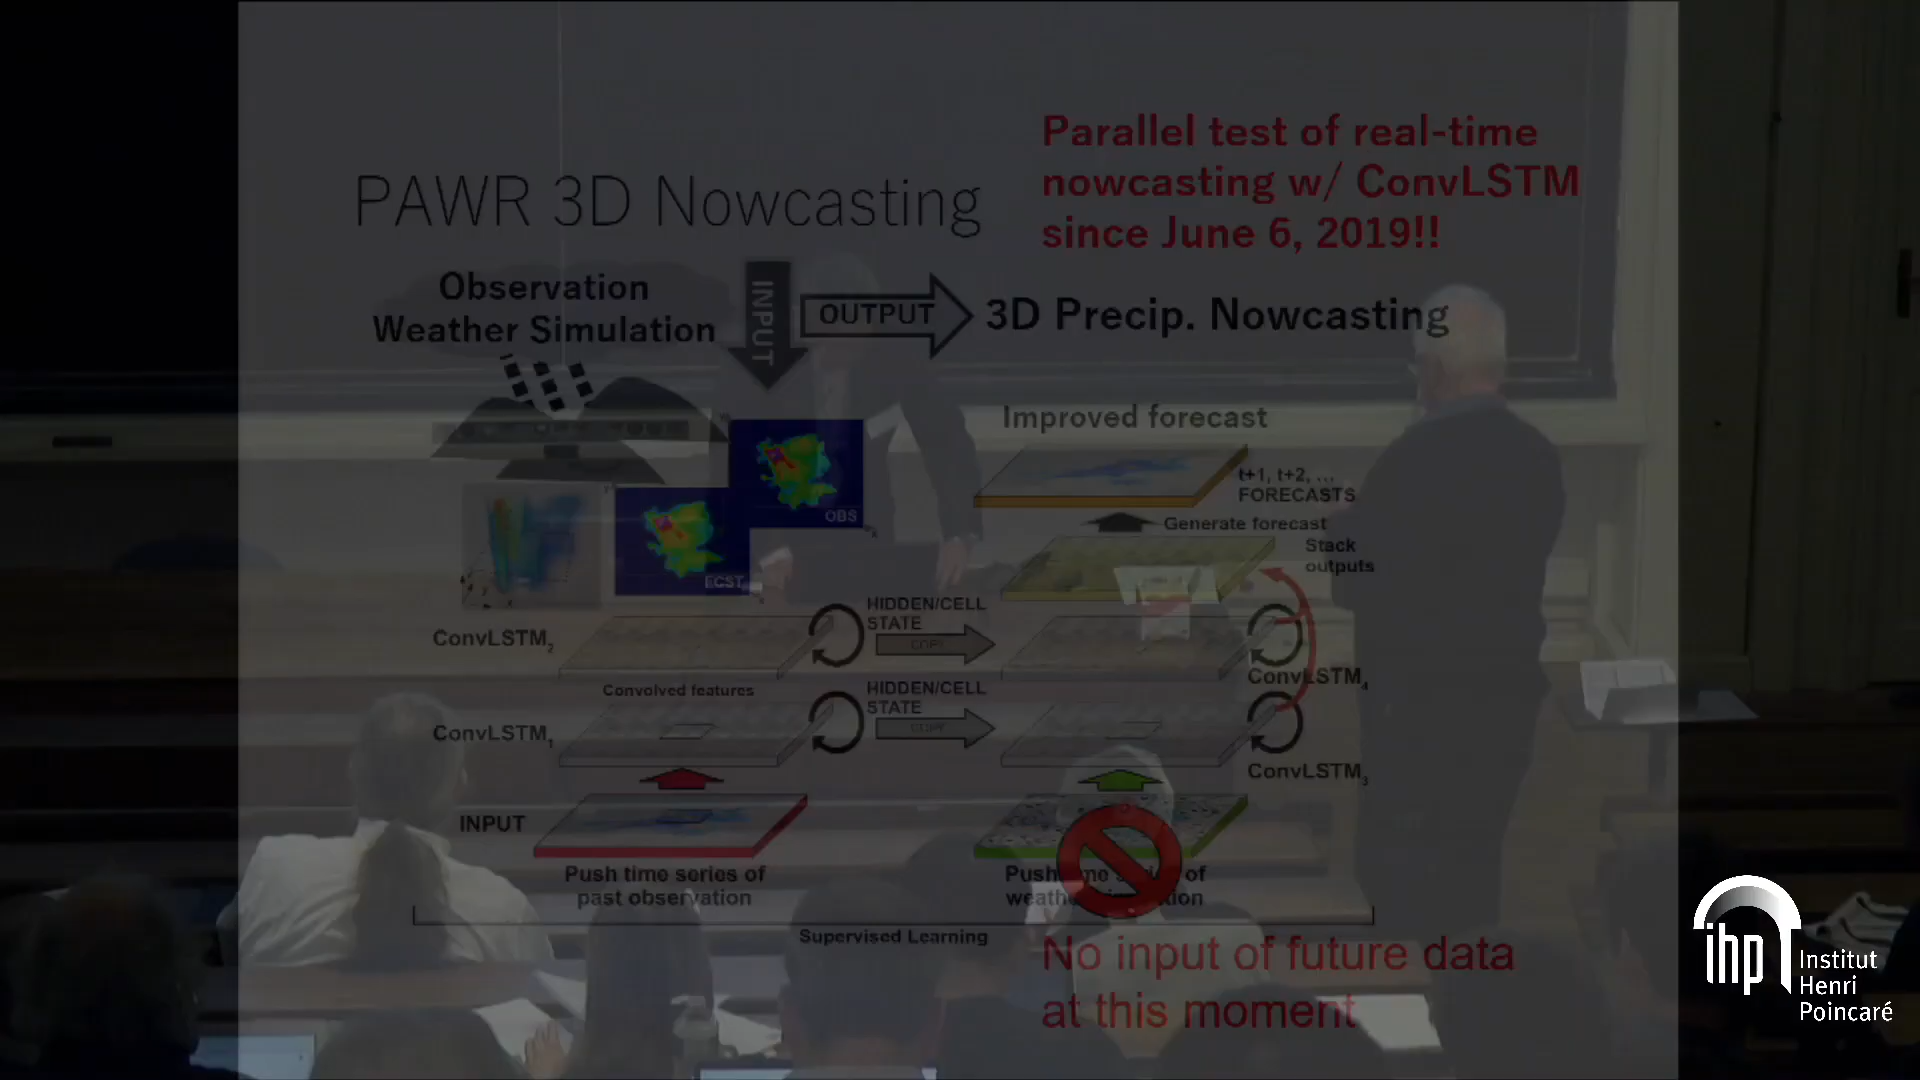 PAWR 3D Nowcasting
Parallel test of real-time
nowcasting w/ ConvLSTM
since June 6, 2019!!
Observation
Weather Simulation
INPUT
OUTPUT
3D Precip. Nowcasting
Improved forecast
t+1, t+2, ...
FORECASTS
Generate forecast
Stack
outputs
OBS
FCST
HIDDEN/CELL
STATE
COPY
ConvLSTM2
ConvLSTM4
Convolved features
HIDDEN/CELL
STATE
COPY
ConvLSTM1
ConvLSTM3
INPUT
Push time series of
past observation
Push
of
Supervised Learning
No input of future data
at this moment
ihp
Institut
Henri
Poincaré